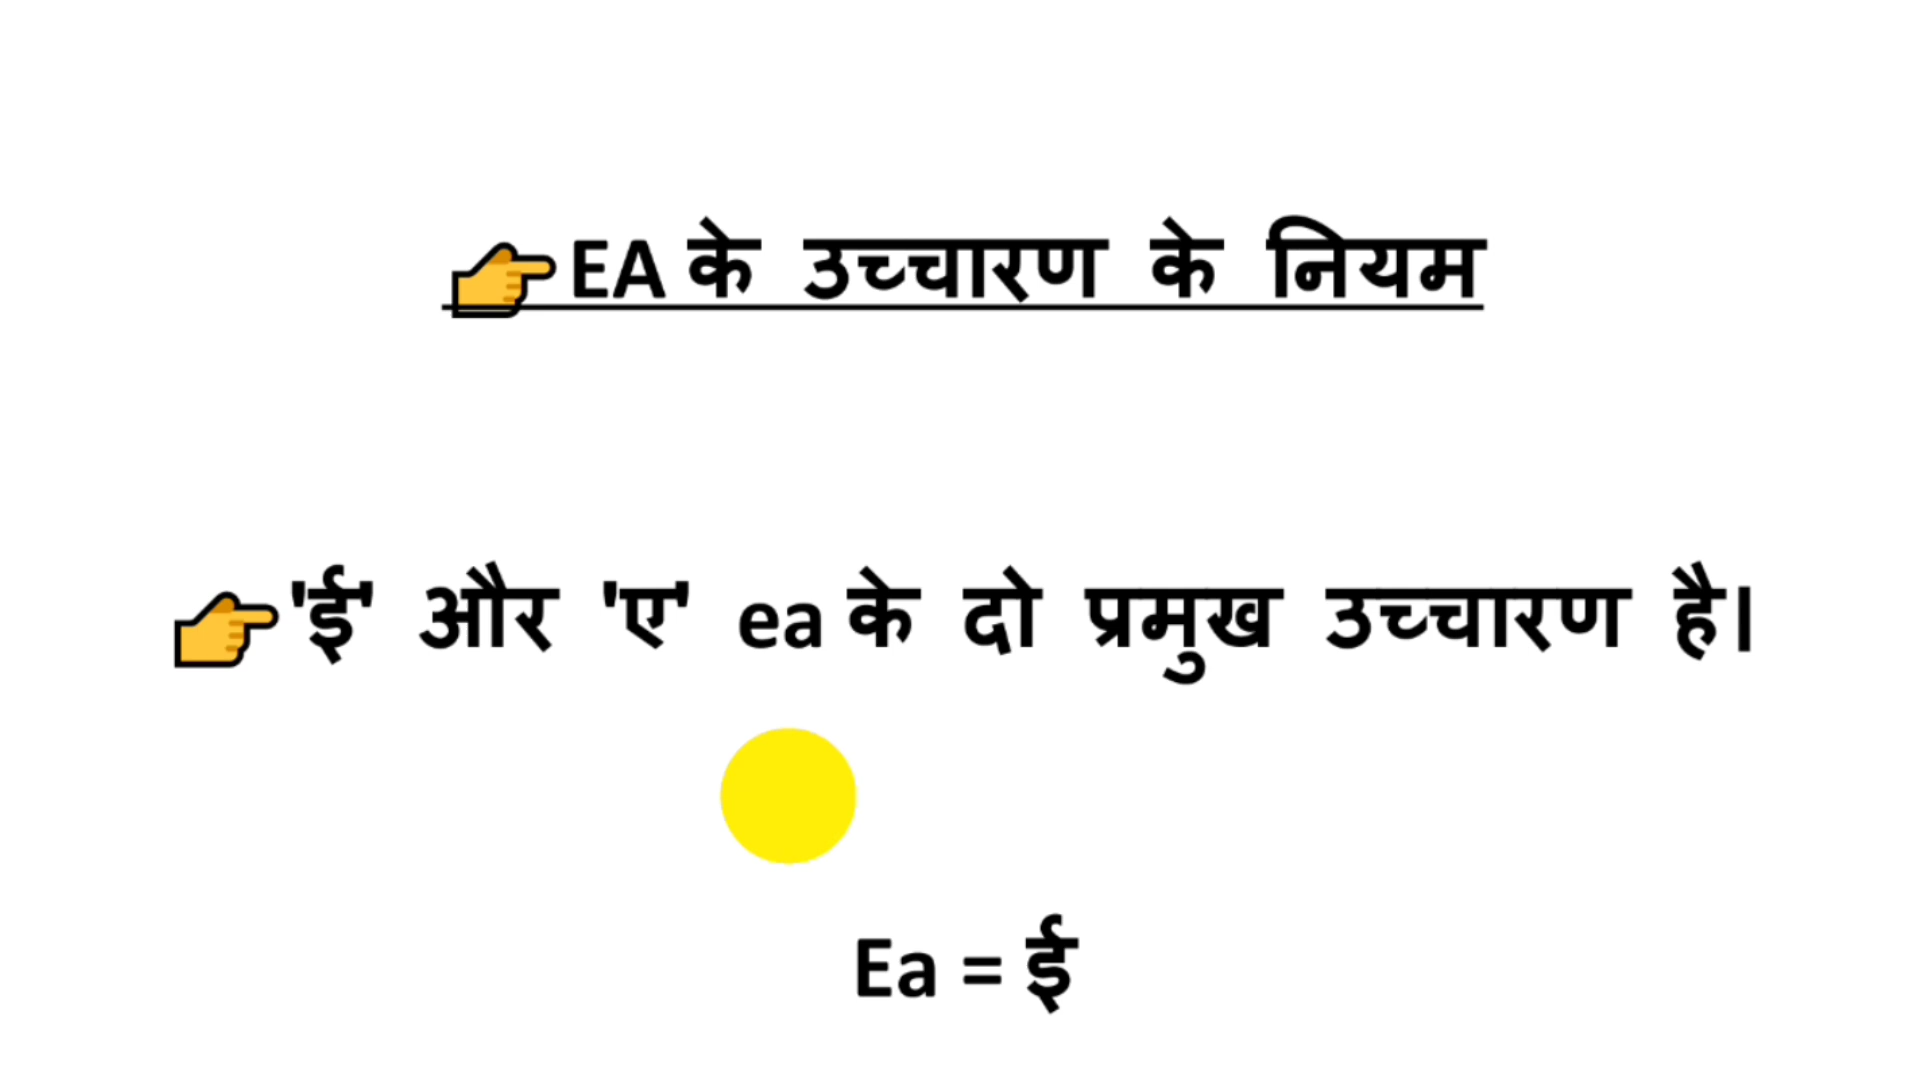 👉EA के उच्चारण के नियम
👉'ई' और 'ए' ea के दो प्रमुख उच्चारण है।
Ea = ई